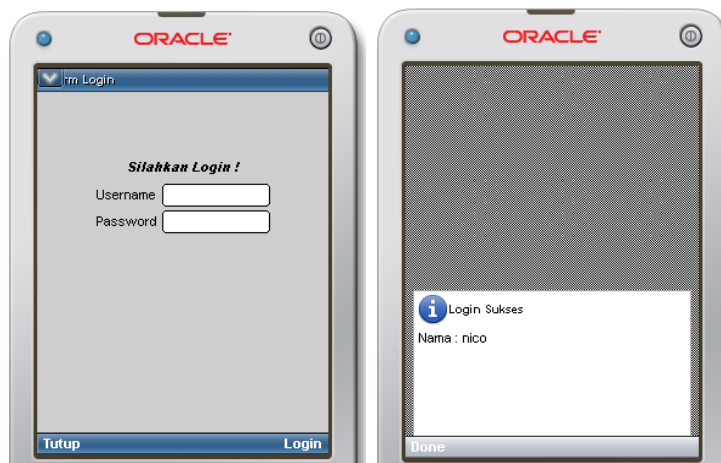 ORACLE
rm Login
Silahkan Login !
Username
Password
Tutup Login
ORACLE
Login Sukses
Nama : nico
Done